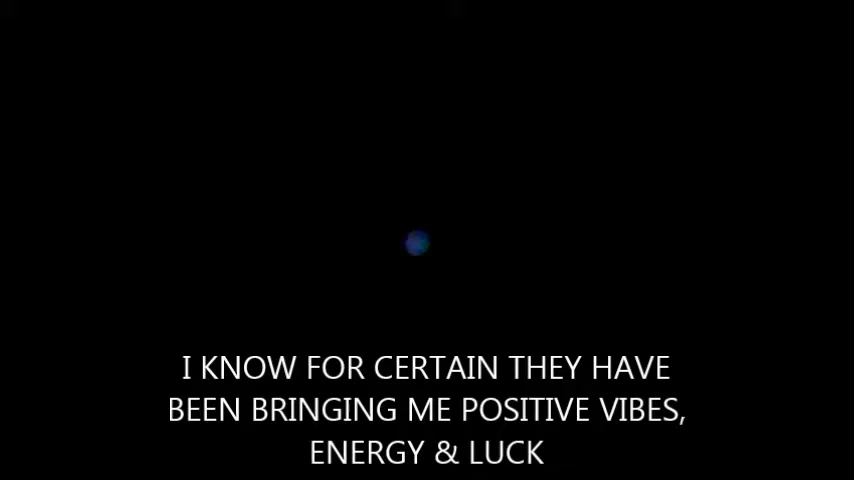 I KNOW FOR CERTAIN THEY HAVE
BEEN BRINGING ME POSITIVE VIBES,
ENERGY & LUCK